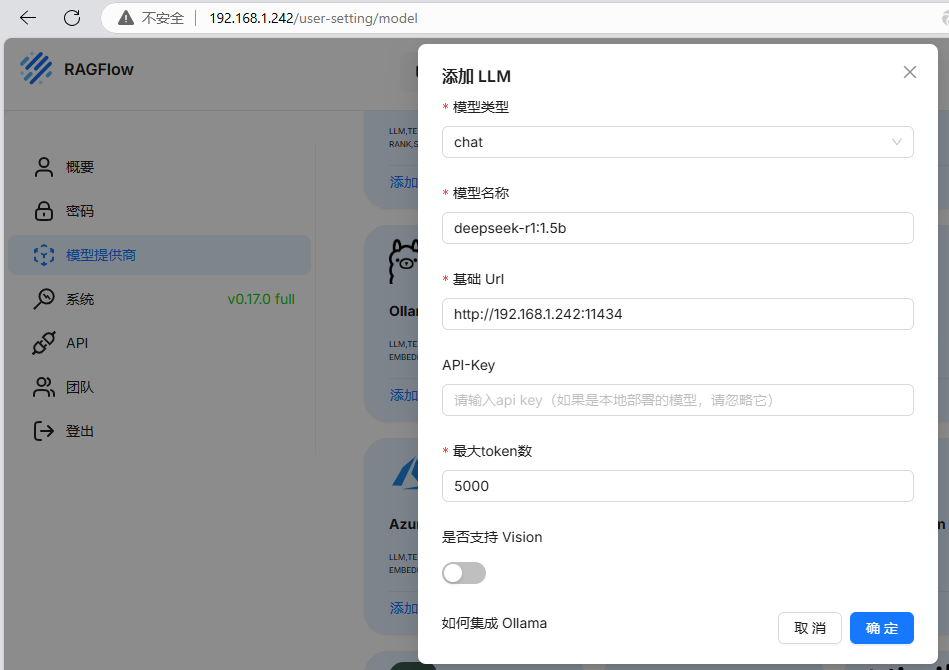 不安全 192.168.1.242/user-setting/model
RAGFlow
概要
密码
模型提供商
系统 v0.17.0 full
API
团队
登出
LLM,TE
RANK,S
添加
Olla
LLM,TE
EMBED
添加
Azu
LLM,TE
EMBED
添加
添加 LLM
* 模型类型
chat
* 模型名称
deepseek-r1:1.5b
* 基础 Url
http://192.168.1.242:11434
API-Key
请输入api key（如果是本地部署的模型，请忽略它）
* 最大token数
5000
是否支持 Vision
如何集成 Ollama
取 消
确 定